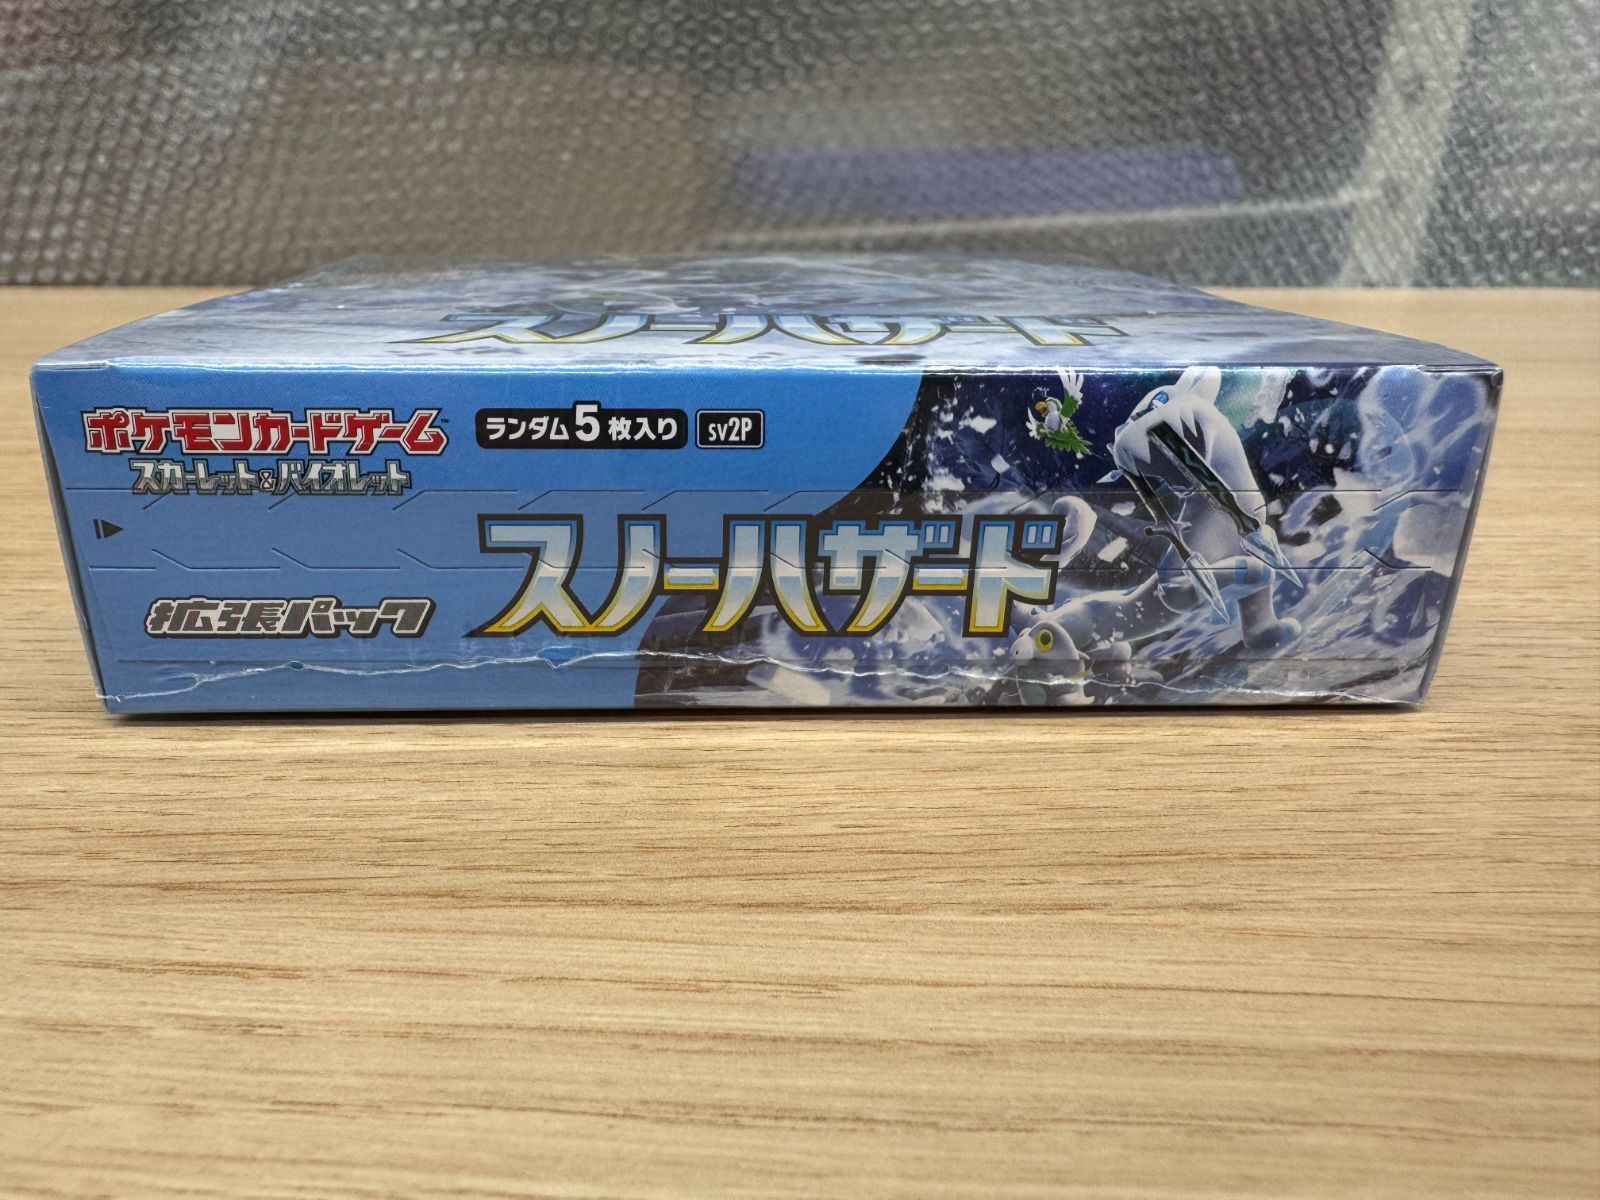 スノーハザード
ポケモンカードゲーム™
スカーレット&バイオレット
ランダム5枚入り
SV2P
拡張パック
スノーハザード